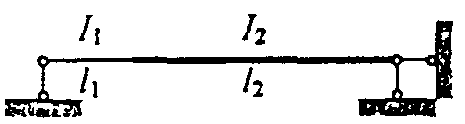 I₁ I₂
l₁ l₂